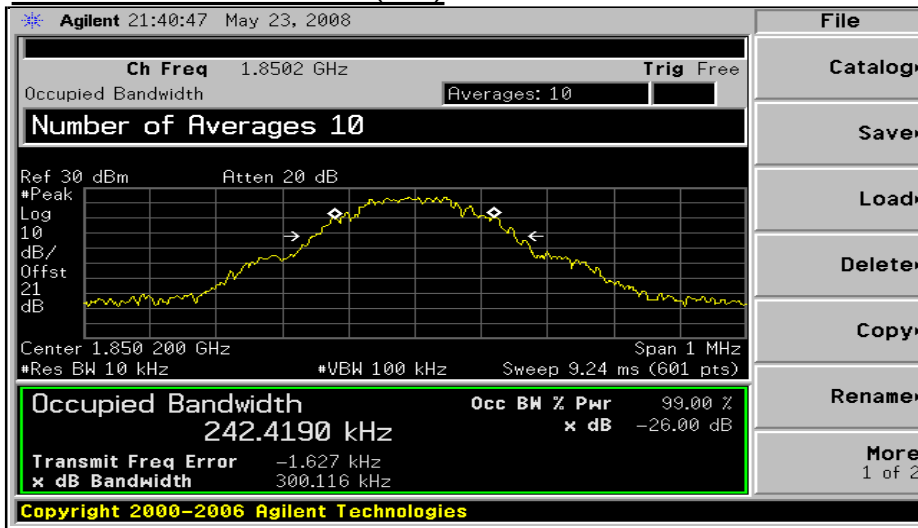 Agilent 21:40:47 May 23, 2008
File
Ch Freq 1.8502 GHz Trig Free
Occupied Bandwidth Averages: 10
Number of Averages 10
Ref 30 dBm Atten 20 dB
#Peak
Log
10
dB/
Offst
21
dB
Center 1.850 200 GHz Span 1 MHz
#Res BW 10 kHz #VBW 100 kHz Sweep 9.24 ms (601 pts)
Occupied Bandwidth Occ BW % Pwr 99.00 %
242.4190 kHz x dB -26.00 dB
Transmit Freq Error -1.627 kHz
x dB Bandwidth 300.116 kHz
Copyright 2000-2006 Agilent Technologies
Catalog
Save
Load
Delete
Copy
Rename
More
1 of 2